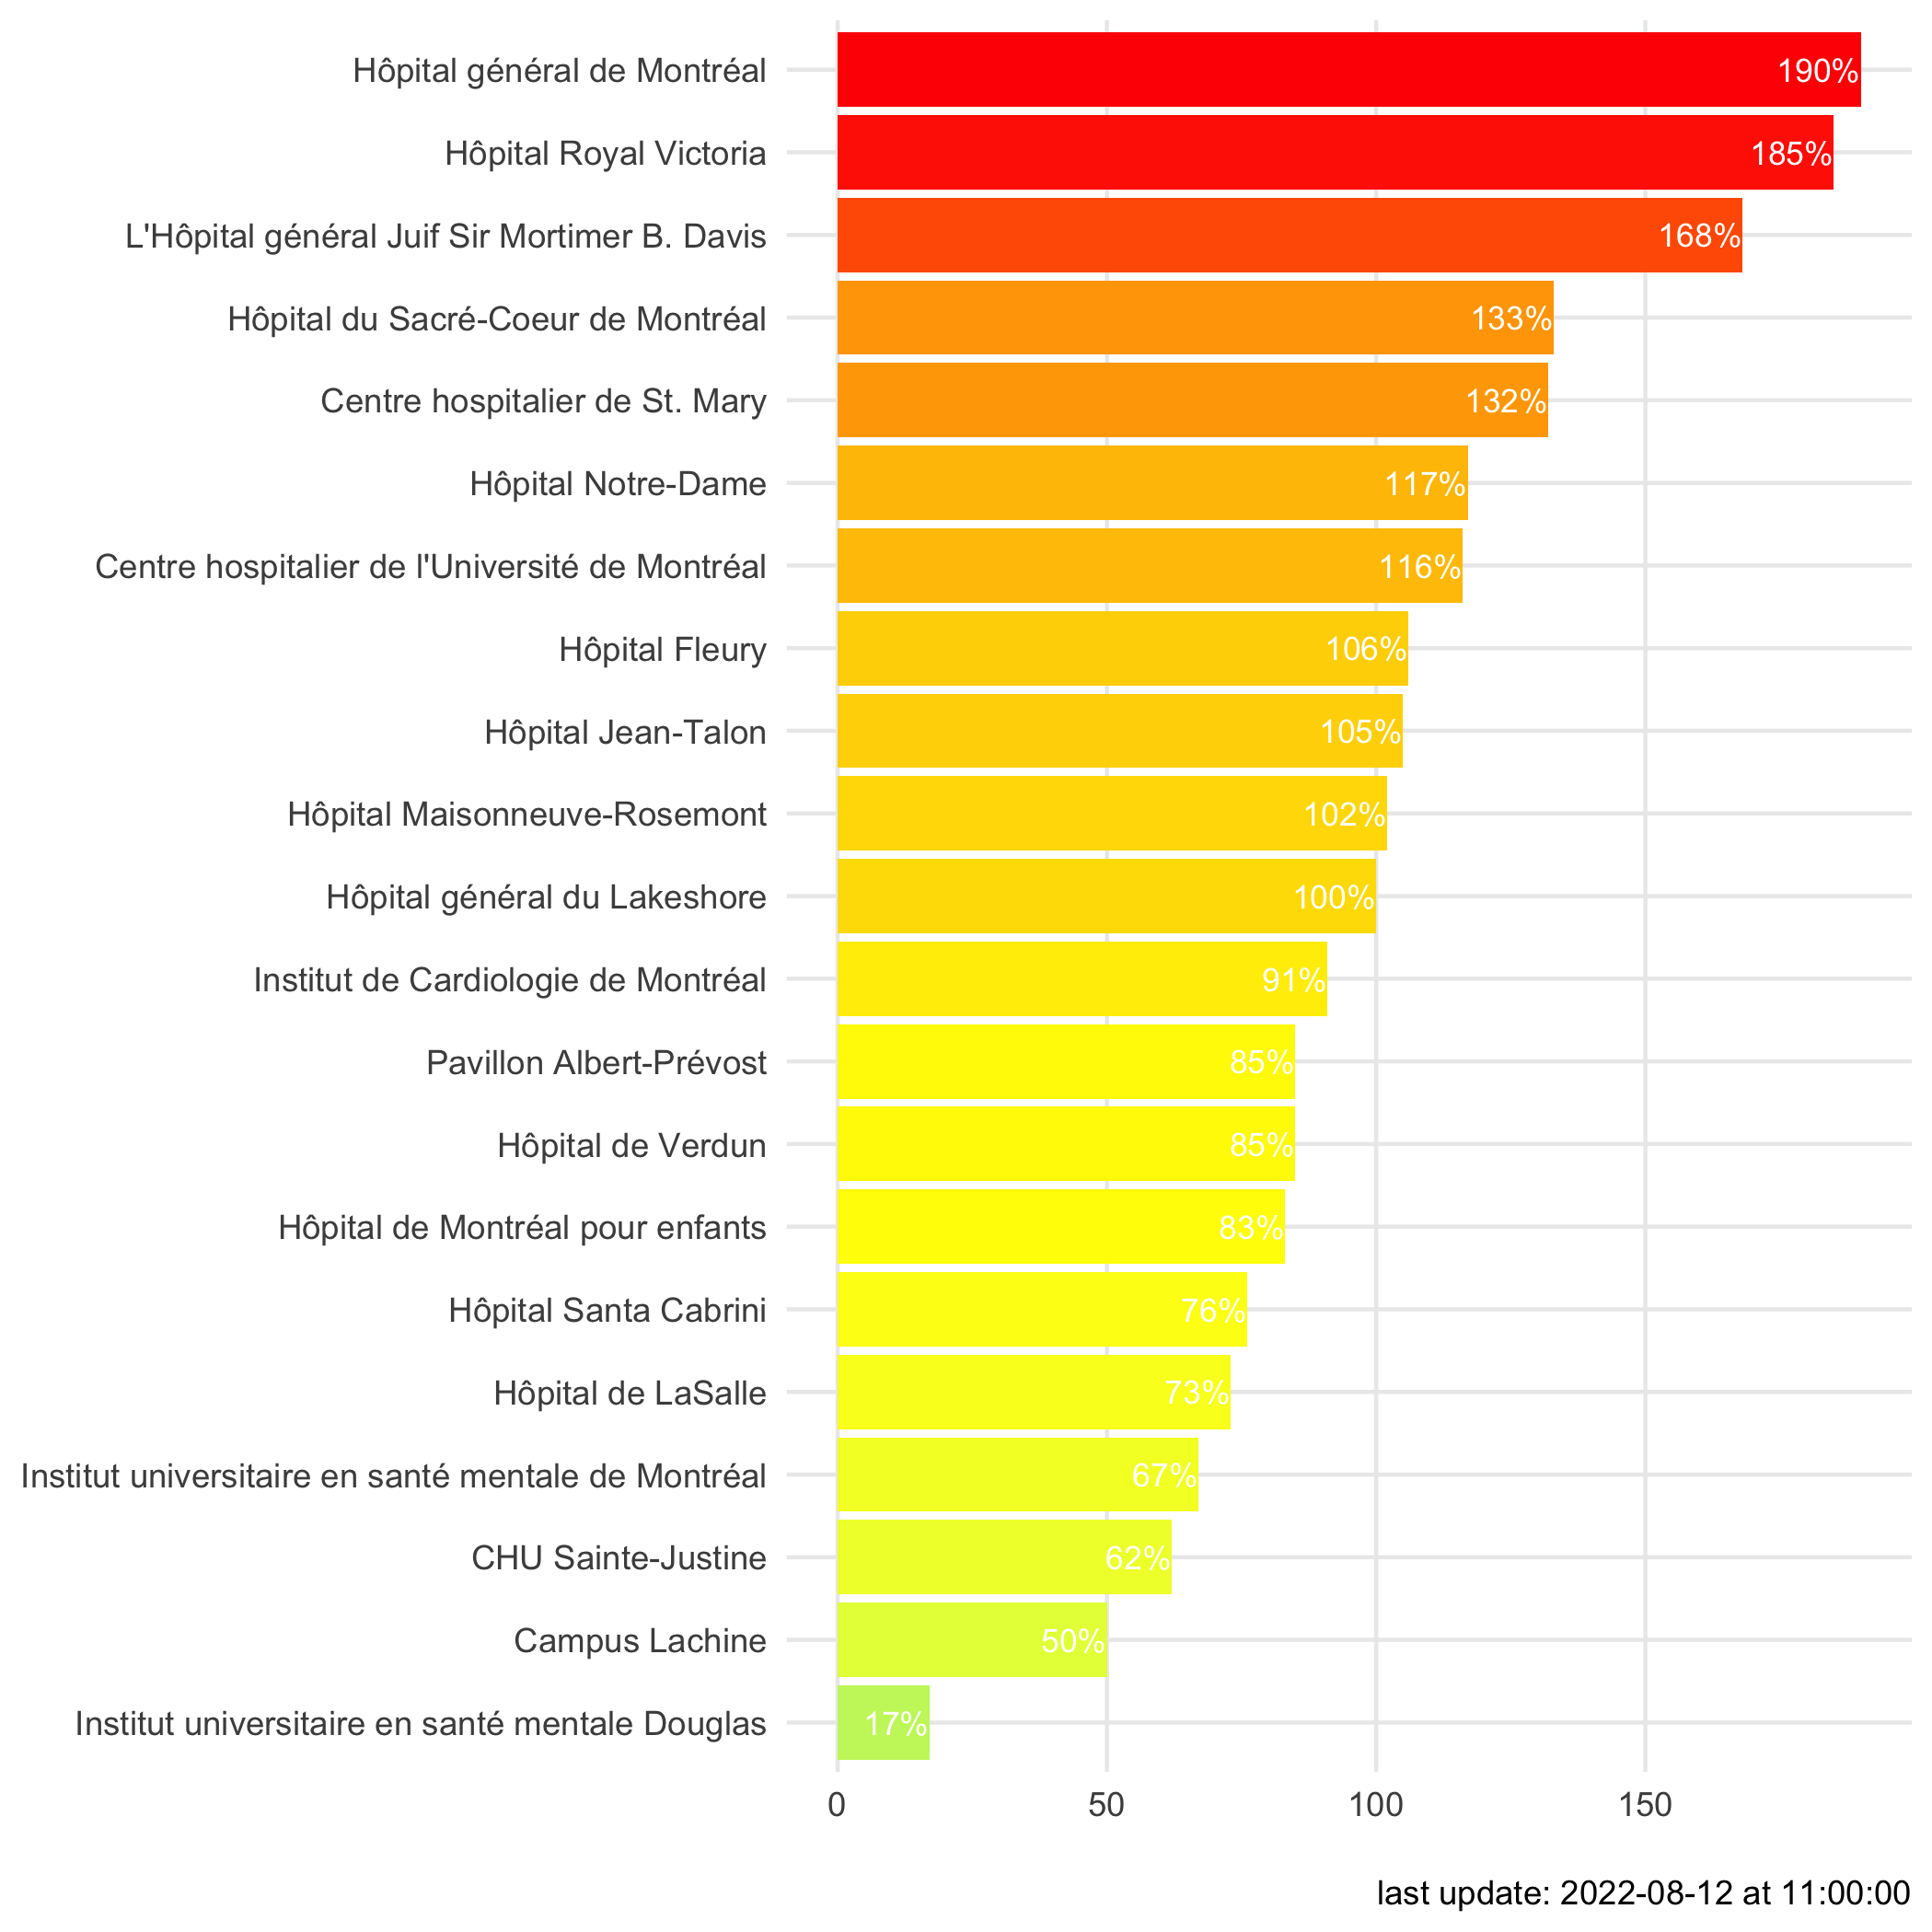 Hôpital général de Montréal 190%
Hôpital Royal Victoria 185%
L'Hôpital général Juif Sir Mortimer B. Davis 168%
Hôpital du Sacré-Coeur de Montréal 133%
Centre hospitalier de St. Mary 132%
Hôpital Notre-Dame 117%
Centre hospitalier de l'Université de Montréal 116%
Hôpital Fleury 106%
Hôpital Jean-Talon 105%
Hôpital Maisonneuve-Rosemont 102%
Hôpital général du Lakeshore 100%
Institut de Cardiologie de Montréal 91%
Pavillon Albert-Prévost 85%
Hôpital de Verdun 85%
Hôpital de Montréal pour enfants 83%
Hôpital Santa Cabrini 76%
Hôpital de LaSalle 73%
Institut universitaire en santé mentale de Montréal 67%
CHU Sainte-Justine 62%
Campus Lachine 50%
Institut universitaire en santé mentale Douglas 17%
0 50 100 150
last update: 2022-08-12 at 11:00:00